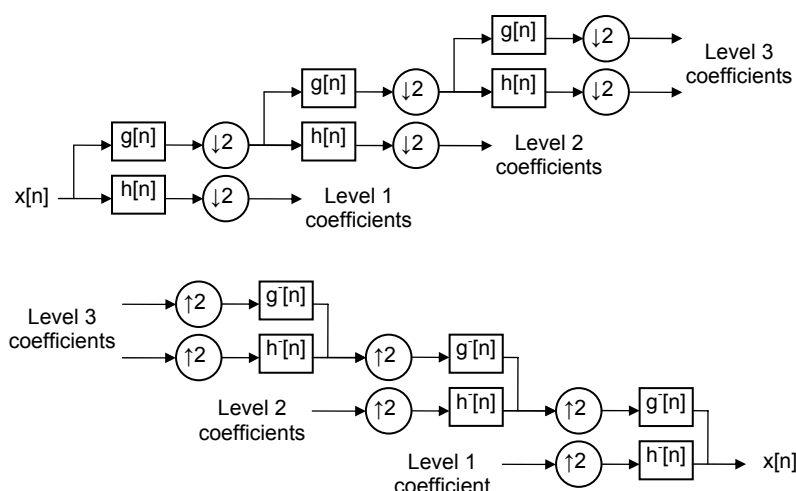 g[n] ↓2
Level 3
coefficients
g[n] ↓2 h[n] ↓2
g[n] ↓2 h[n] ↓2
Level 2
coefficients
x[n] h[n] ↓2
Level 1
coefficients
↑2 g⁻[n]
Level 3
coefficients
↑2 h⁻[n] ↑2 g⁻[n]
Level 2
coefficients
↑2 h⁻[n] ↑2 g⁻[n]
Level 1
coefficient
↑2 h⁻[n] x[n]